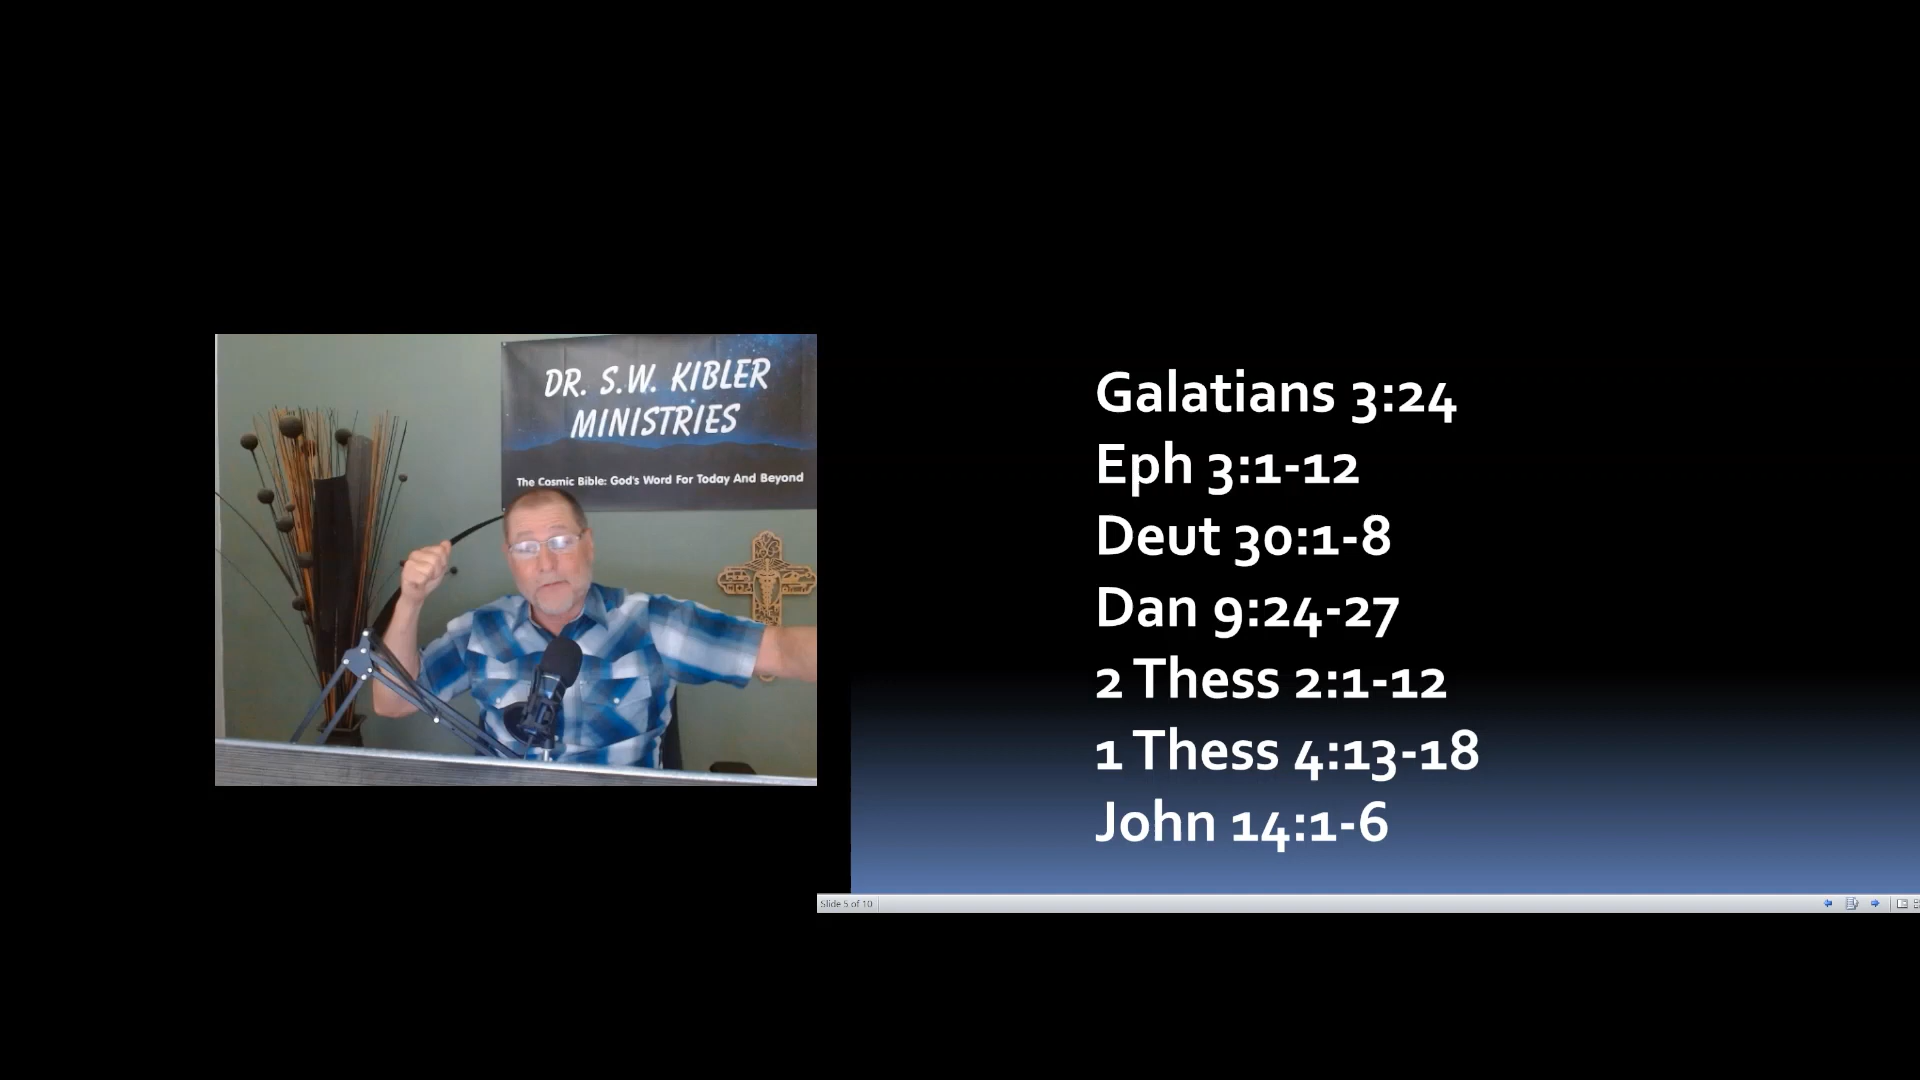 DR. S.W. KIBLER
MINISTRIES
The Cosmic Bible: God's Word For Today And Beyond
Galatians 3:24
Eph 3:1-12
Deut 30:1-8
Dan 9:24-27
2 Thess 2:1-12
1 Thess 4:13-18
John 14:1-6
Slide 5 of 10